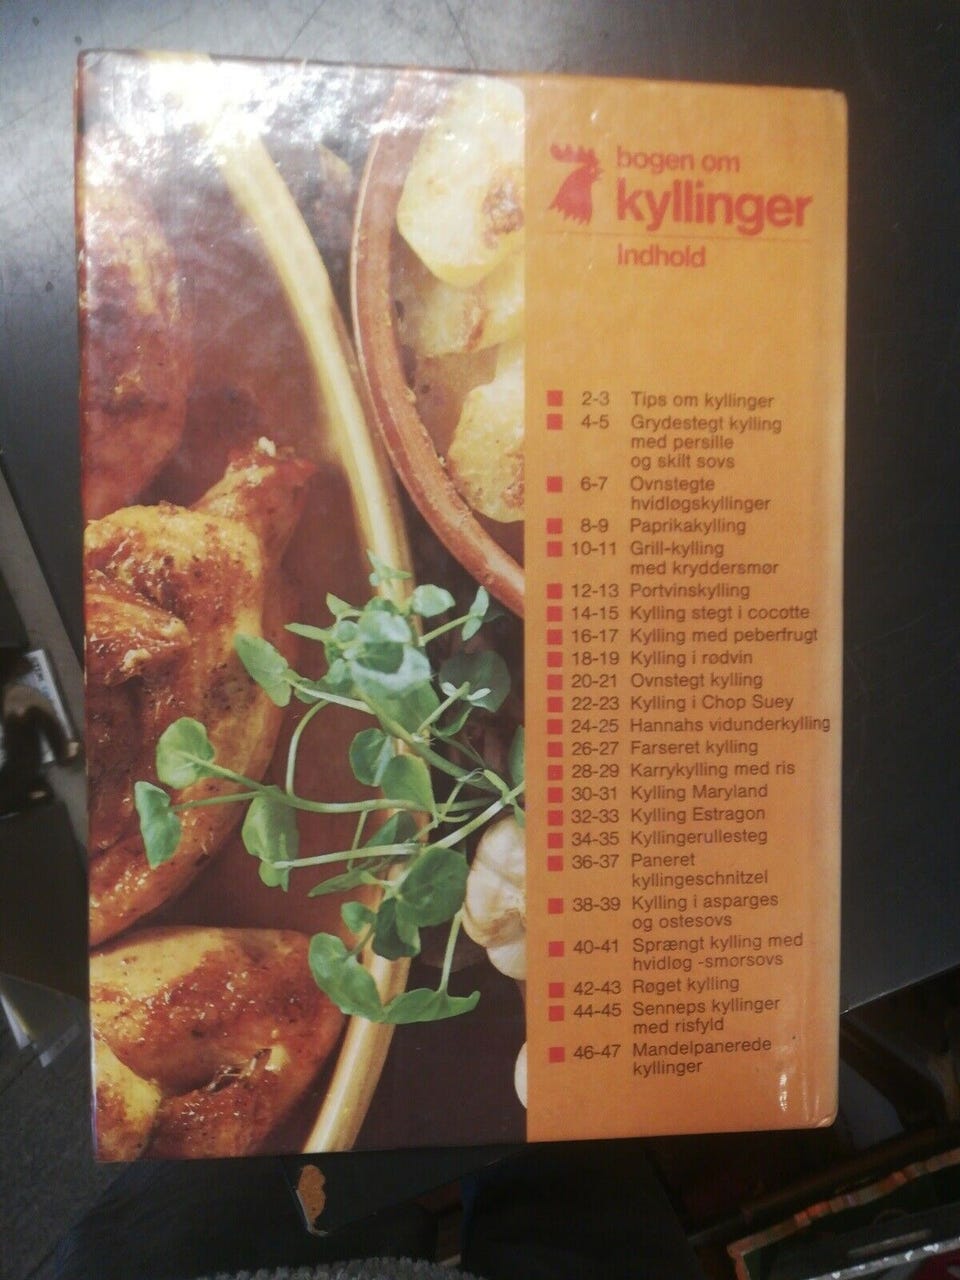 bogen om
kyllinger
Indhold
2-3 Tips om kyllinger
4-5 Grydestegt kylling
med persille
og skilt sovs
6-7 Ovnstegte
hvidløgskyllinger
8-9 Paprikakylling
10-11 Grill-kylling
med kryddersmør
12-13 Portvinskylling
14-15 Kylling stegt i cocotte
16-17 Kylling med peberfrugt
18-19 Kylling i rødvin
20-21 Ovnstegt kylling
22-23 Kylling i Chop Suey
24-25 Hannahs vidunderkylling
26-27 Farseret kylling
28-29 Karrykylling med ris
30-31 Kylling Maryland
32-33 Kylling Estragon
34-35 Kyllingerullesteg
36-37 Paneret
kyllingeschnitzel
38-39 Kylling i asparges
og ostesovs
40-41 Sprængt kylling med
hvidløg -smørsovs
42-43 Røget kylling
44-45 Senneps kyllinger
med risfyld
46-47 Mandelpanerede
kyllinger